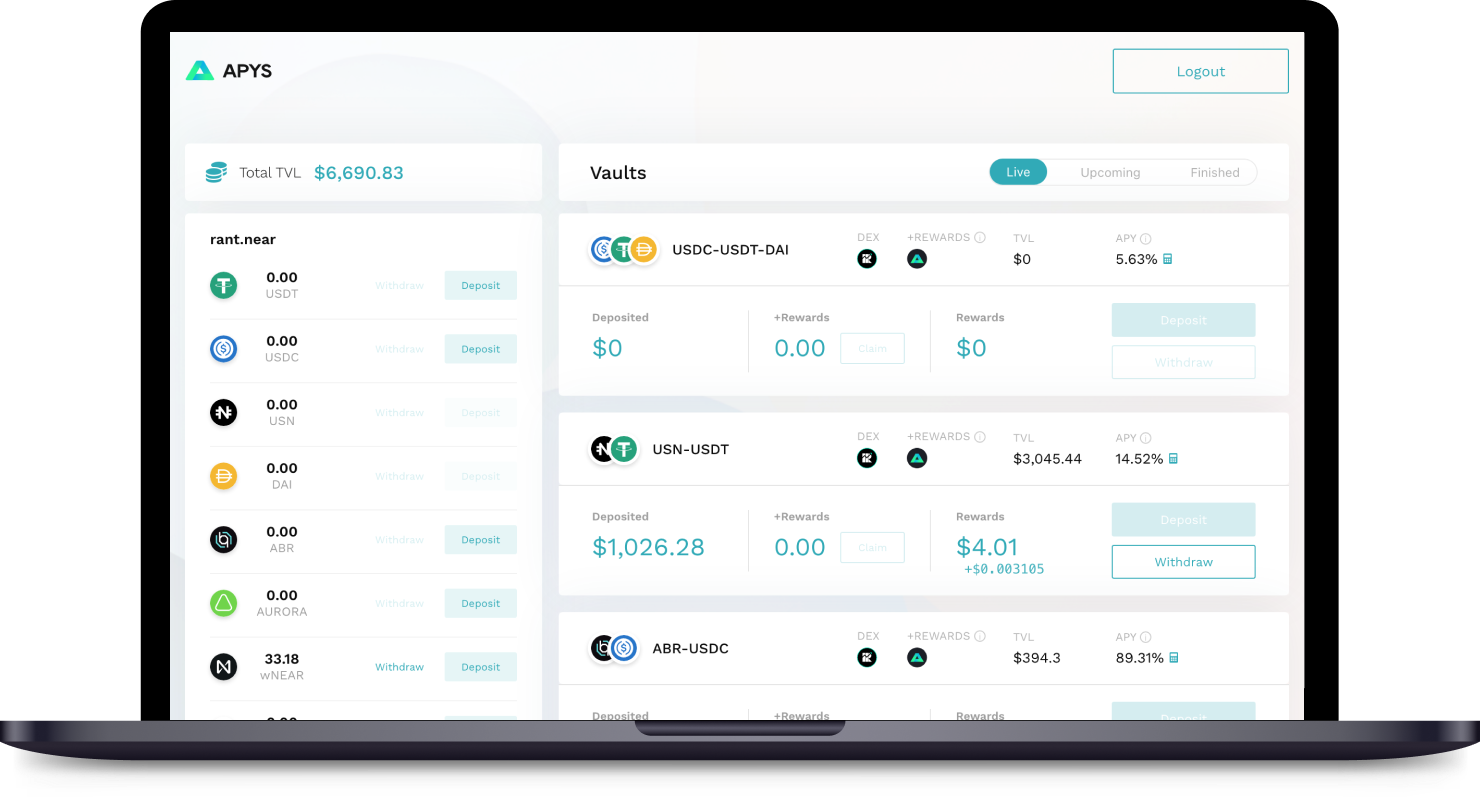 APYS
Logout
Total TVL $6,690.83
Vaults
Live Upcoming Finished
rant.near
0.00
USDT
Withdraw Deposit
0.00
USDC
Withdraw Deposit
0.00
USN
Withdraw Deposit
0.00
DAI
Withdraw Deposit
0.00
ABR
Withdraw Deposit
0.00
AURORA
Withdraw Deposit
33.18
wNEAR
Withdraw Deposit
USDC-USDT-DAI
DEX +REWARDS TVL APY
$0 5.63%
Deposited +Rewards Rewards
$0 0.00 Claim $0
Deposit
Withdraw
USN-USDT
DEX +REWARDS TVL APY
$3,045.44 14.52%
Deposited +Rewards Rewards
$1,026.28 0.00 Claim $4.01
+$0.003105
Deposit
Withdraw
ABR-USDC
DEX +REWARDS TVL APY
$394.3 89.31%
Deposited +Rewards Rewards
Deposit